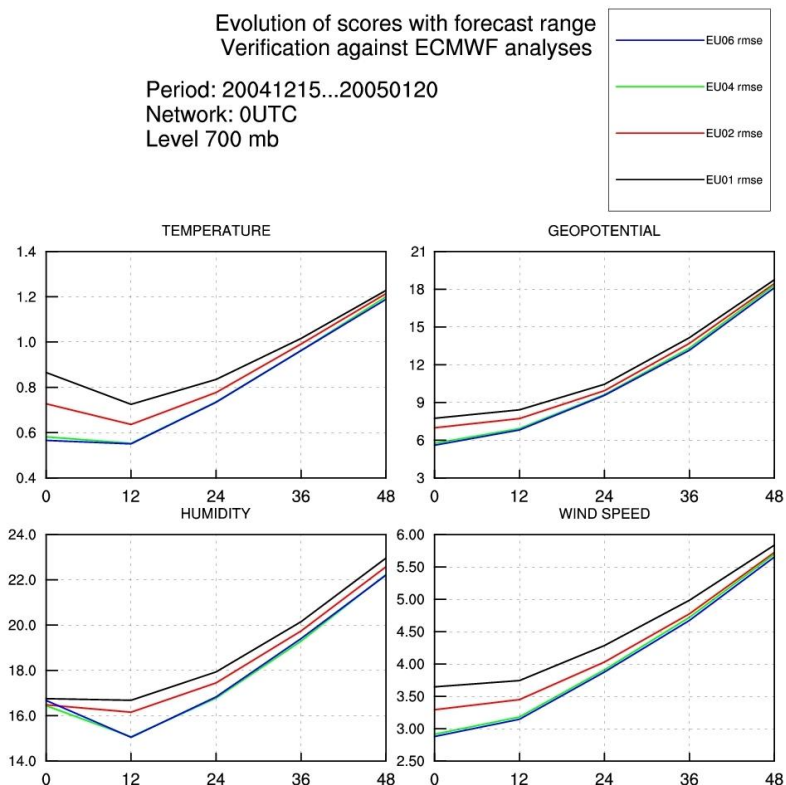 Evolution of scores with forecast range
Verification against ECMWF analyses
Period: 20041215...20050120
Network: 0UTC
Level 700 mb
EU06 rmse
EU04 rmse
EU02 rmse
EU01 rmse
TEMPERATURE
1.4
1.2
1.0
0.8
0.6
0.4
0 12 24 36 48
GEOPOTENTIAL
21
18
15
12
9
6
3
0 12 24 36 48
HUMIDITY
24.0
22.0
20.0
18.0
16.0
14.0
0 12 24 36 48
WIND SPEED
6.00
5.50
5.00
4.50
4.00
3.50
3.00
2.50
0 12 24 36 48